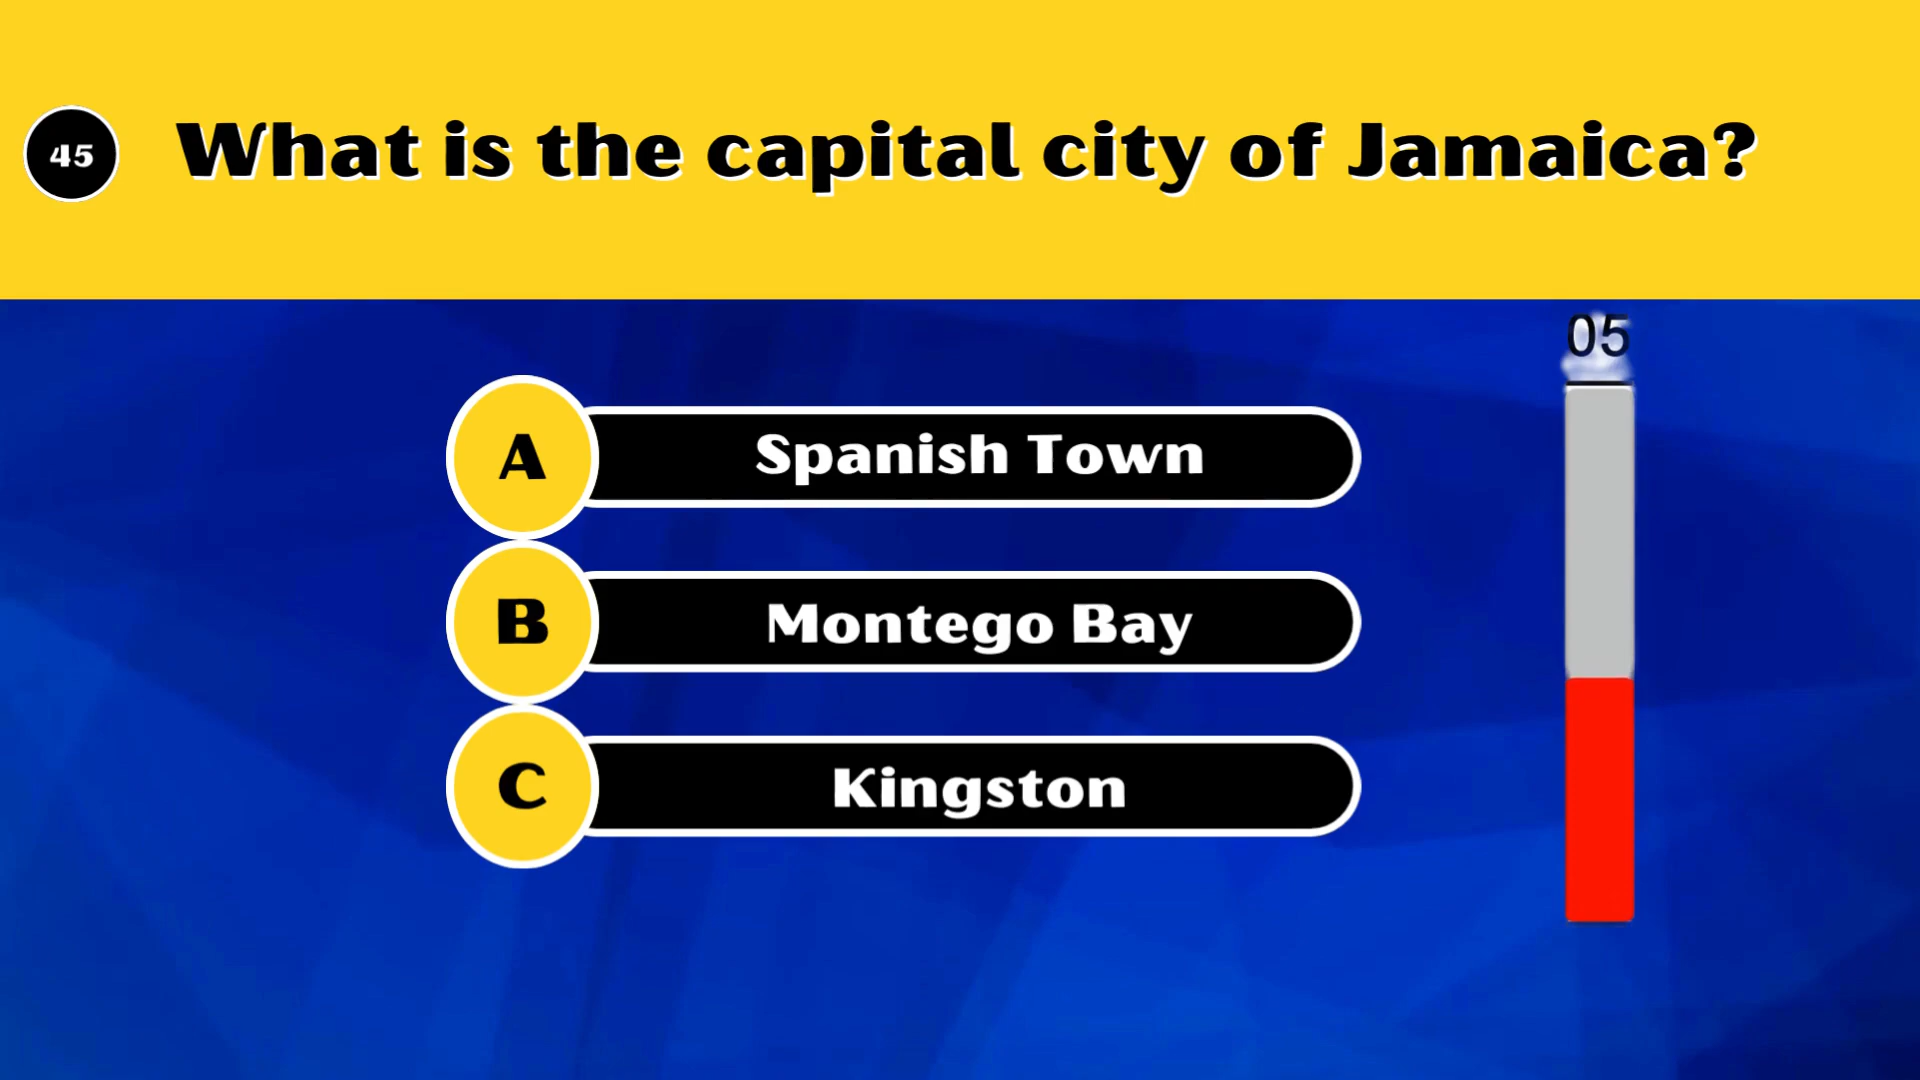 45
What is the capital city of Jamaica?
05
A
Spanish Town
B
Montego Bay
C
Kingston